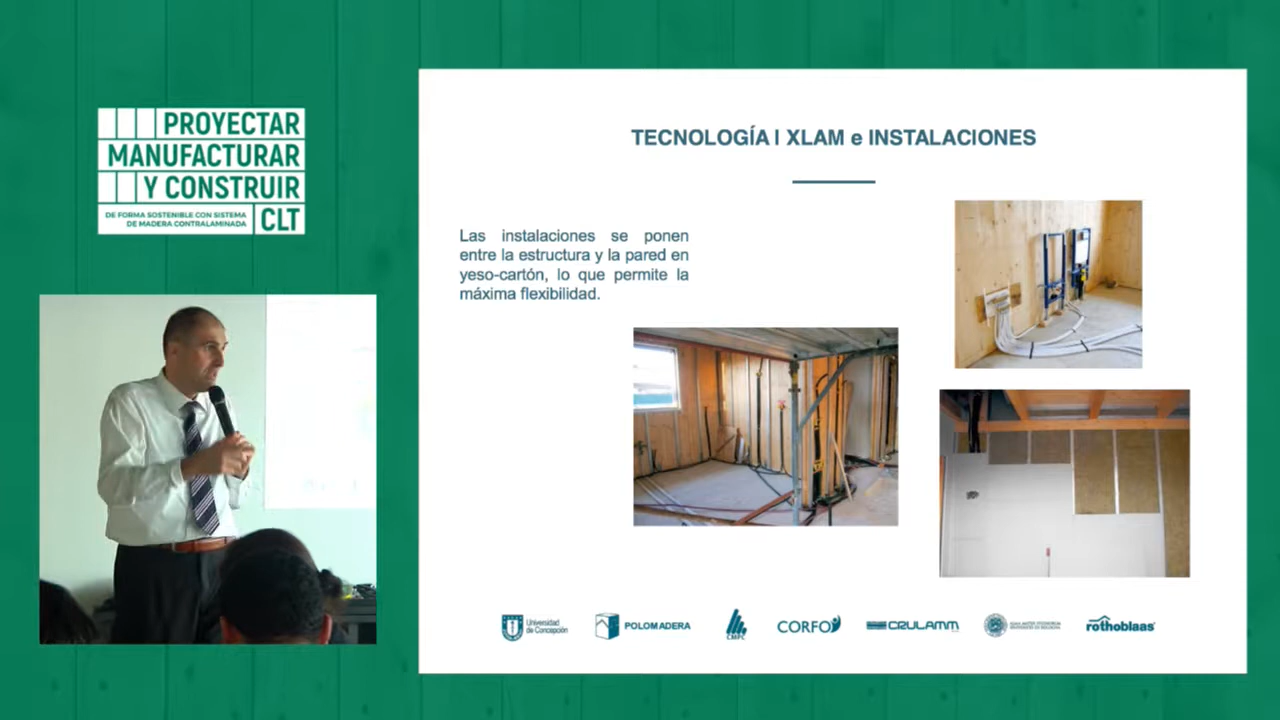 PROYECTAR
MANUFACTURAR
Y CONSTRUIR
DE FORMA SOSTENIBLE CON SISTEMA
DE MADERA CONTRALAMINADA
CLT
TECNOLOGÍA I XLAM e INSTALACIONES
Las instalaciones se ponen
entre la estructura y la pared en
yeso-cartón, lo que permite la
máxima flexibilidad.
Universidad
de Concepción
POLOMADERA
CMPC
CORFO
CRULAMM
rothoblaas